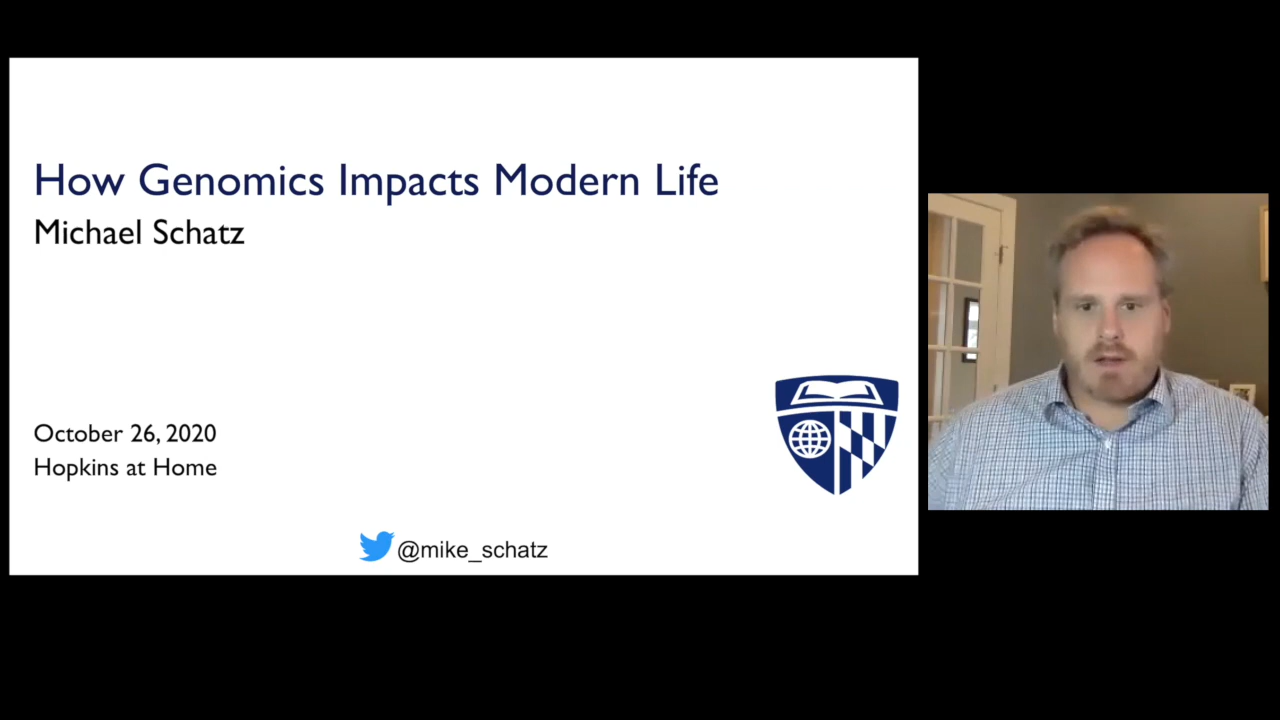 How Genomics Impacts Modern Life
Michael Schatz
October 26, 2020
Hopkins at Home
@mike_schatz